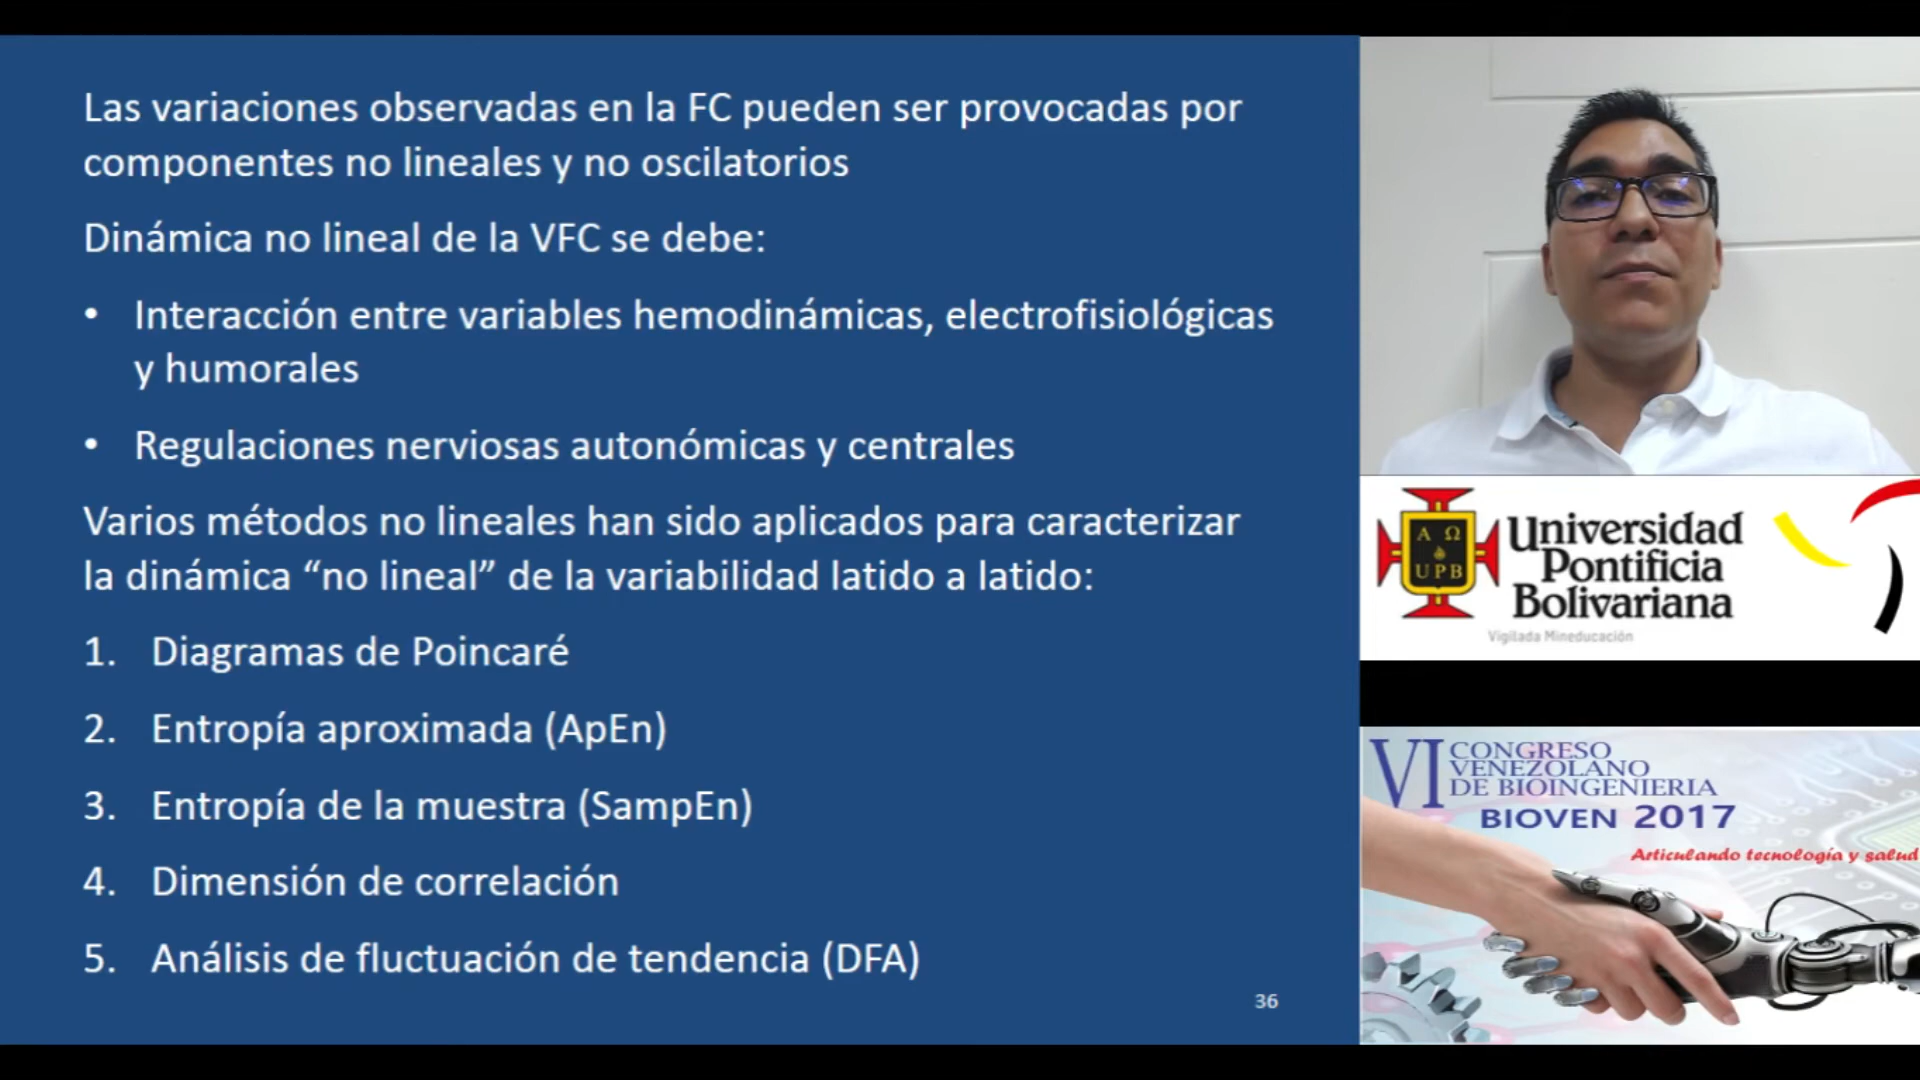 Las variaciones observadas en la FC pueden ser provocadas por
componentes no lineales y no oscilatorios
Dinámica no lineal de la VFC se debe:
• Interacción entre variables hemodinámicas, electrofisiológicas
y humorales
• Regulaciones nerviosas autonómicas y centrales
Varios métodos no lineales han sido aplicados para caracterizar
la dinámica “no lineal” de la variabilidad latido a latido:
1. Diagramas de Poincaré
2. Entropía aproximada (ApEn)
3. Entropía de la muestra (SampEn)
4. Dimensión de correlación
5. Análisis de fluctuación de tendencia (DFA)
36
A Ω
UPB
Universidad
Pontificia
Bolivariana
Vigilada Mineducación
VI CONGRESO
VENEZOLANO
DE BIOINGENIERIA
BIOVEN 2017
Articulando tecnología y salud